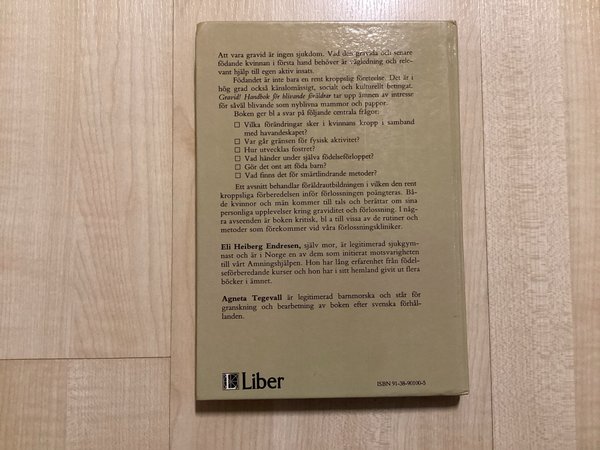 Att vara gravid är ingen sjukdom. Vad den gravida och senare
födande kvinnan i första hand behöver är vägledning och rele-
vant hjälp till egen aktiv insats.
Födandet är inte bara en rent kroppslig företeelse. Det är i
hög grad också känslomässigt, socialt och kulturellt betingat.
Gravid! Handbok för blivande föräldrar tar upp ämnen av intresse
för såväl blivande som nyblivna mammor och pappor.
Boken ger bl a svar på följande centrala frågor:
□ Vilka förändringar sker i kvinnans kropp i samband
med havandeskapet?
□ Var går gränsen för fysisk aktivitet?
□ Hur utvecklas fostret?
□ Vad händer under själva födelseförloppet?
□ Gör det ont att föda barn?
□ Vad finns det för smärtlindrande metoder?
Ett avsnitt behandlar föräldrautbildningen i vilken den rent
kroppsliga förberedelsen inför förlossningen poängteras. Bå-
de kvinnor och män kommer till tals och berättar om sina
personliga upplevelser kring graviditet och förlossning. I någ-
ra avseenden är boken kritisk, bl a till vissa av de rutiner och
metoder som förekommer vid våra förlossningskliniker.
Eli Heiberg Endresen, själv mor, är legitimerad sjukgym-
nast och är i Norge en av dem som initierat motsvarigheten
till vårt Amningshjälpen. Hon har lång erfarenhet från födel-
seförberedande kurser och hon har i sitt hemland givit ut flera
böcker i ämnet.
Agneta Tegevall är legitimerad barnmorska och står för
granskning och bearbetning av boken efter svenska förhål-
landen.
Liber
ISBN 91-38-90100-5